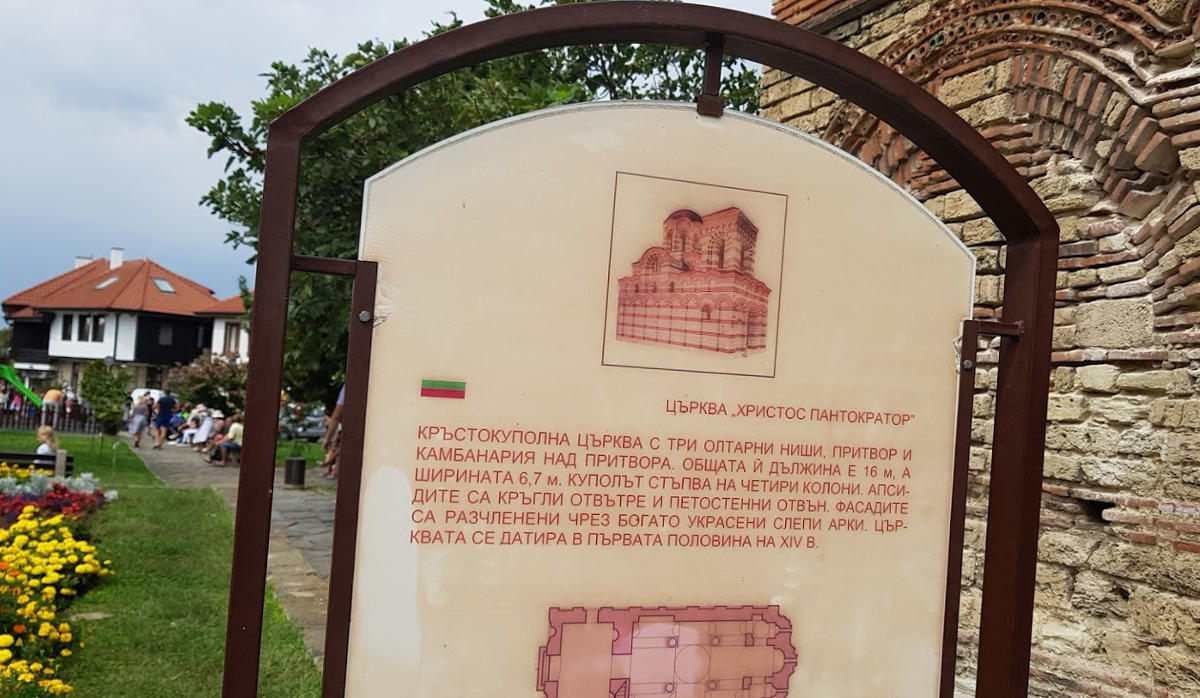 ЦЪРКВА „ХРИСТОС ПАНТОКРАТОР"
КРЪСТОКУПОЛНА ЦЪРКВА С ТРИ ОЛТАРНИ НИШИ, ПРИТВОР И
КАМБАНАРИЯ НАД ПРИТВОРА. ОБЩАТА Й ДЪЛЖИНА Е 16 м, А
ШИРИНАТА 6,7 м. КУПОЛЪТ СТЪПВА НА ЧЕТИРИ КОЛОНИ. АПСИ-
ДИТЕ СА КРЪГЛИ ОТВЪТРЕ И ПЕТОСТЕННИ ОТВЪН. ФАСАДИТЕ
СА РАЗЧЛЕНЕНИ ЧРЕЗ БОГАТО УКРАСЕНИ СЛЕПИ АРКИ. ЦЪР-
КВАТА СЕ ДАТИРА В ПЪРВАТА ПОЛОВИНА НА XIV В.